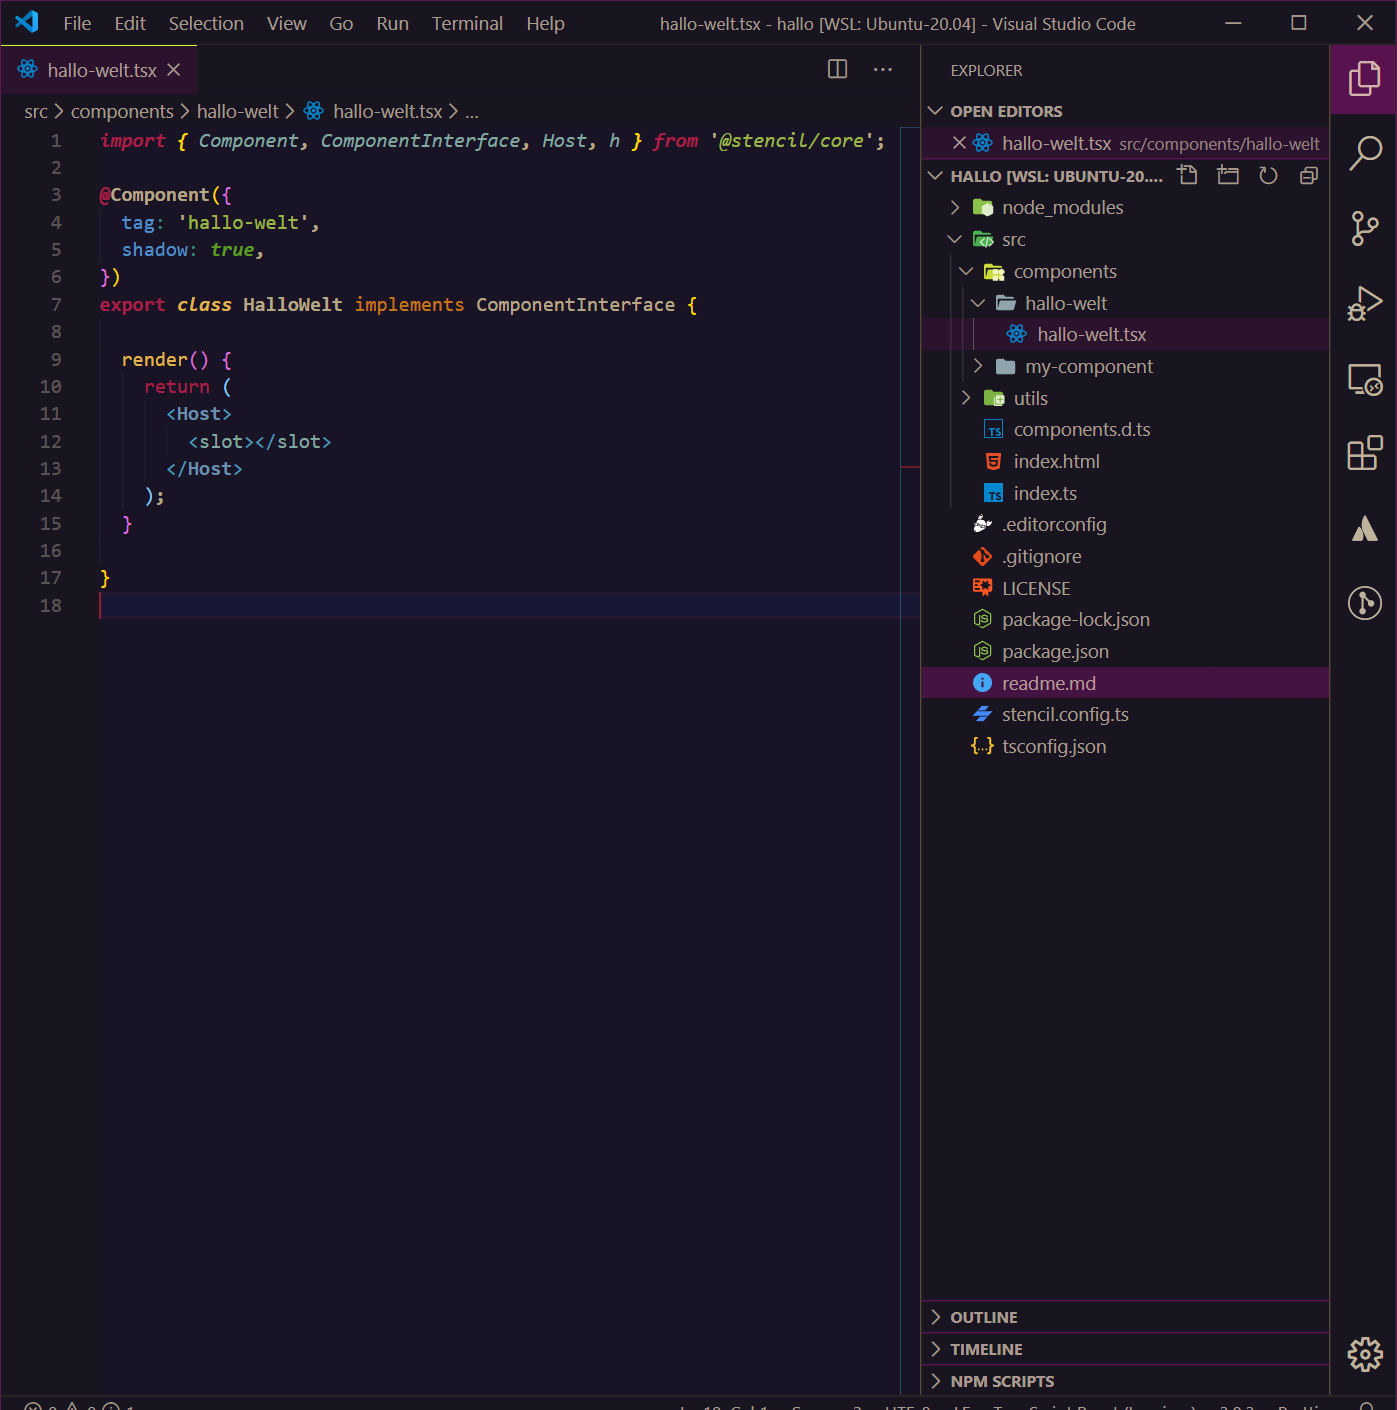 File Edit Selection View Go Run Terminal Help hallo-welt.tsx - hallo [WSL: Ubuntu-20.04] - Visual Studio Code
hallo-welt.tsx
src > components > hallo-welt > hallo-welt.tsx > ...
1 import { Component, ComponentInterface, Host, h } from '@stencil/core';
2
3 @Component({
4 tag: 'hallo-welt',
5 shadow: true,
6 })
7 export class HalloWelt implements ComponentInterface {
8
9 render() {
10 return (
11 <Host>
12 <slot></slot>
13 </Host>
14 );
15 }
16
17 }
18
EXPLORER
OPEN EDITORS
hallo-welt.tsx src/components/hallo-welt
HALLO [WSL: UBUNTU-20....
node_modules
src
components
hallo-welt
hallo-welt.tsx
my-component
utils
TS components.d.ts
index.html
TS index.ts
.editorconfig
.gitignore
LICENSE
package-lock.json
package.json
readme.md
stencil.config.ts
{...} tsconfig.json
OUTLINE
TIMELINE
NPM SCRIPTS